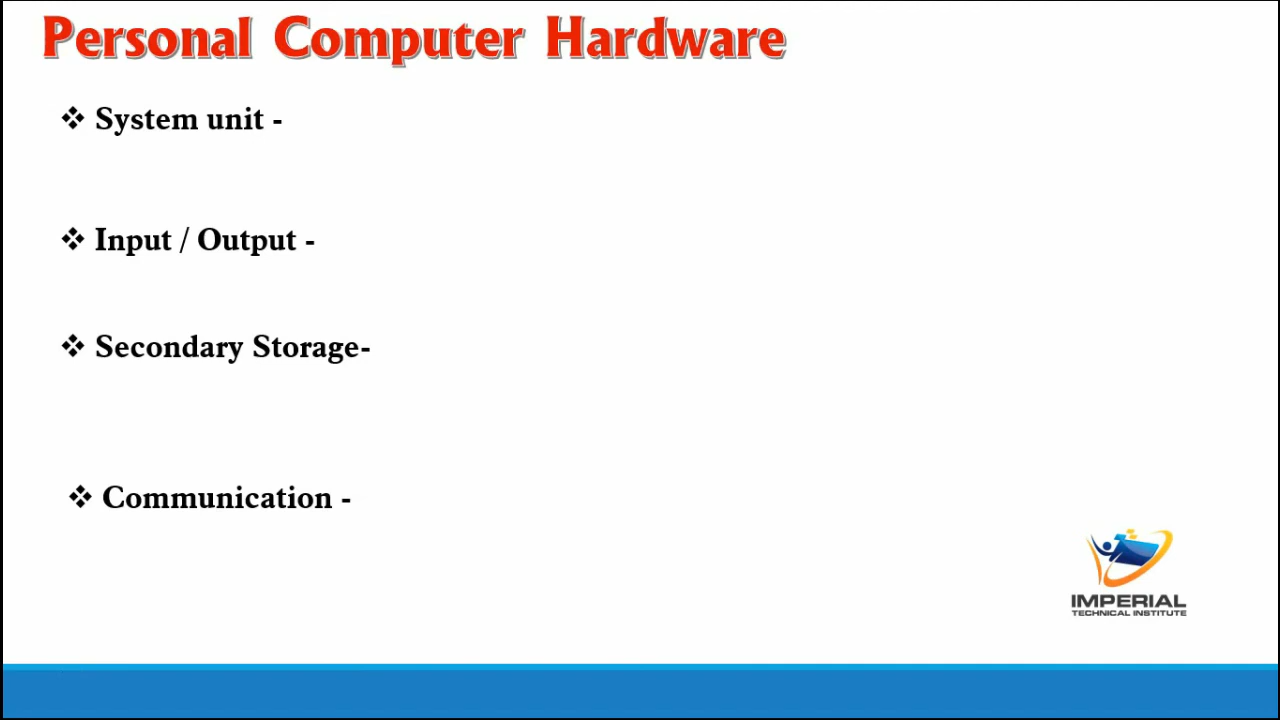 Personal Computer Hardware
❖ System unit -
❖ Input / Output -
❖ Secondary Storage-
❖ Communication -
IMPERIAL
TECHNICAL INSTITUTE